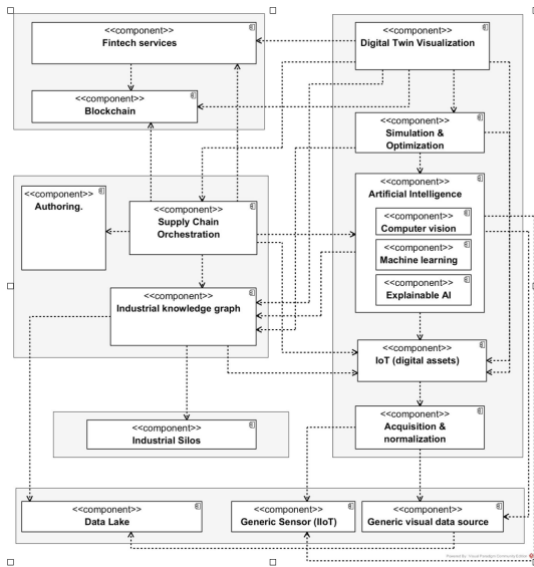 <<component>>
Fintech services
<<component>>
Digital Twin Visualization
<<component>>
Blockchain
<<component>>
Simulation &
Optimization
<<component>>
Authoring.
<<component>>
Supply Chain
Orchestration
<<component>>
Artificial Intelligence
<<component>>
Computer vision
<<component>>
Machine learning
<<component>>
Explainable AI
<<component>>
Industrial knowledge graph
<<component>>
IoT (digital assets)
<<component>>
Industrial Silos
<<component>>
Acquisition &
normalization
<<component>>
Data Lake
<<component>>
Generic Sensor (IIoT)
<<component>>
Generic visual data source